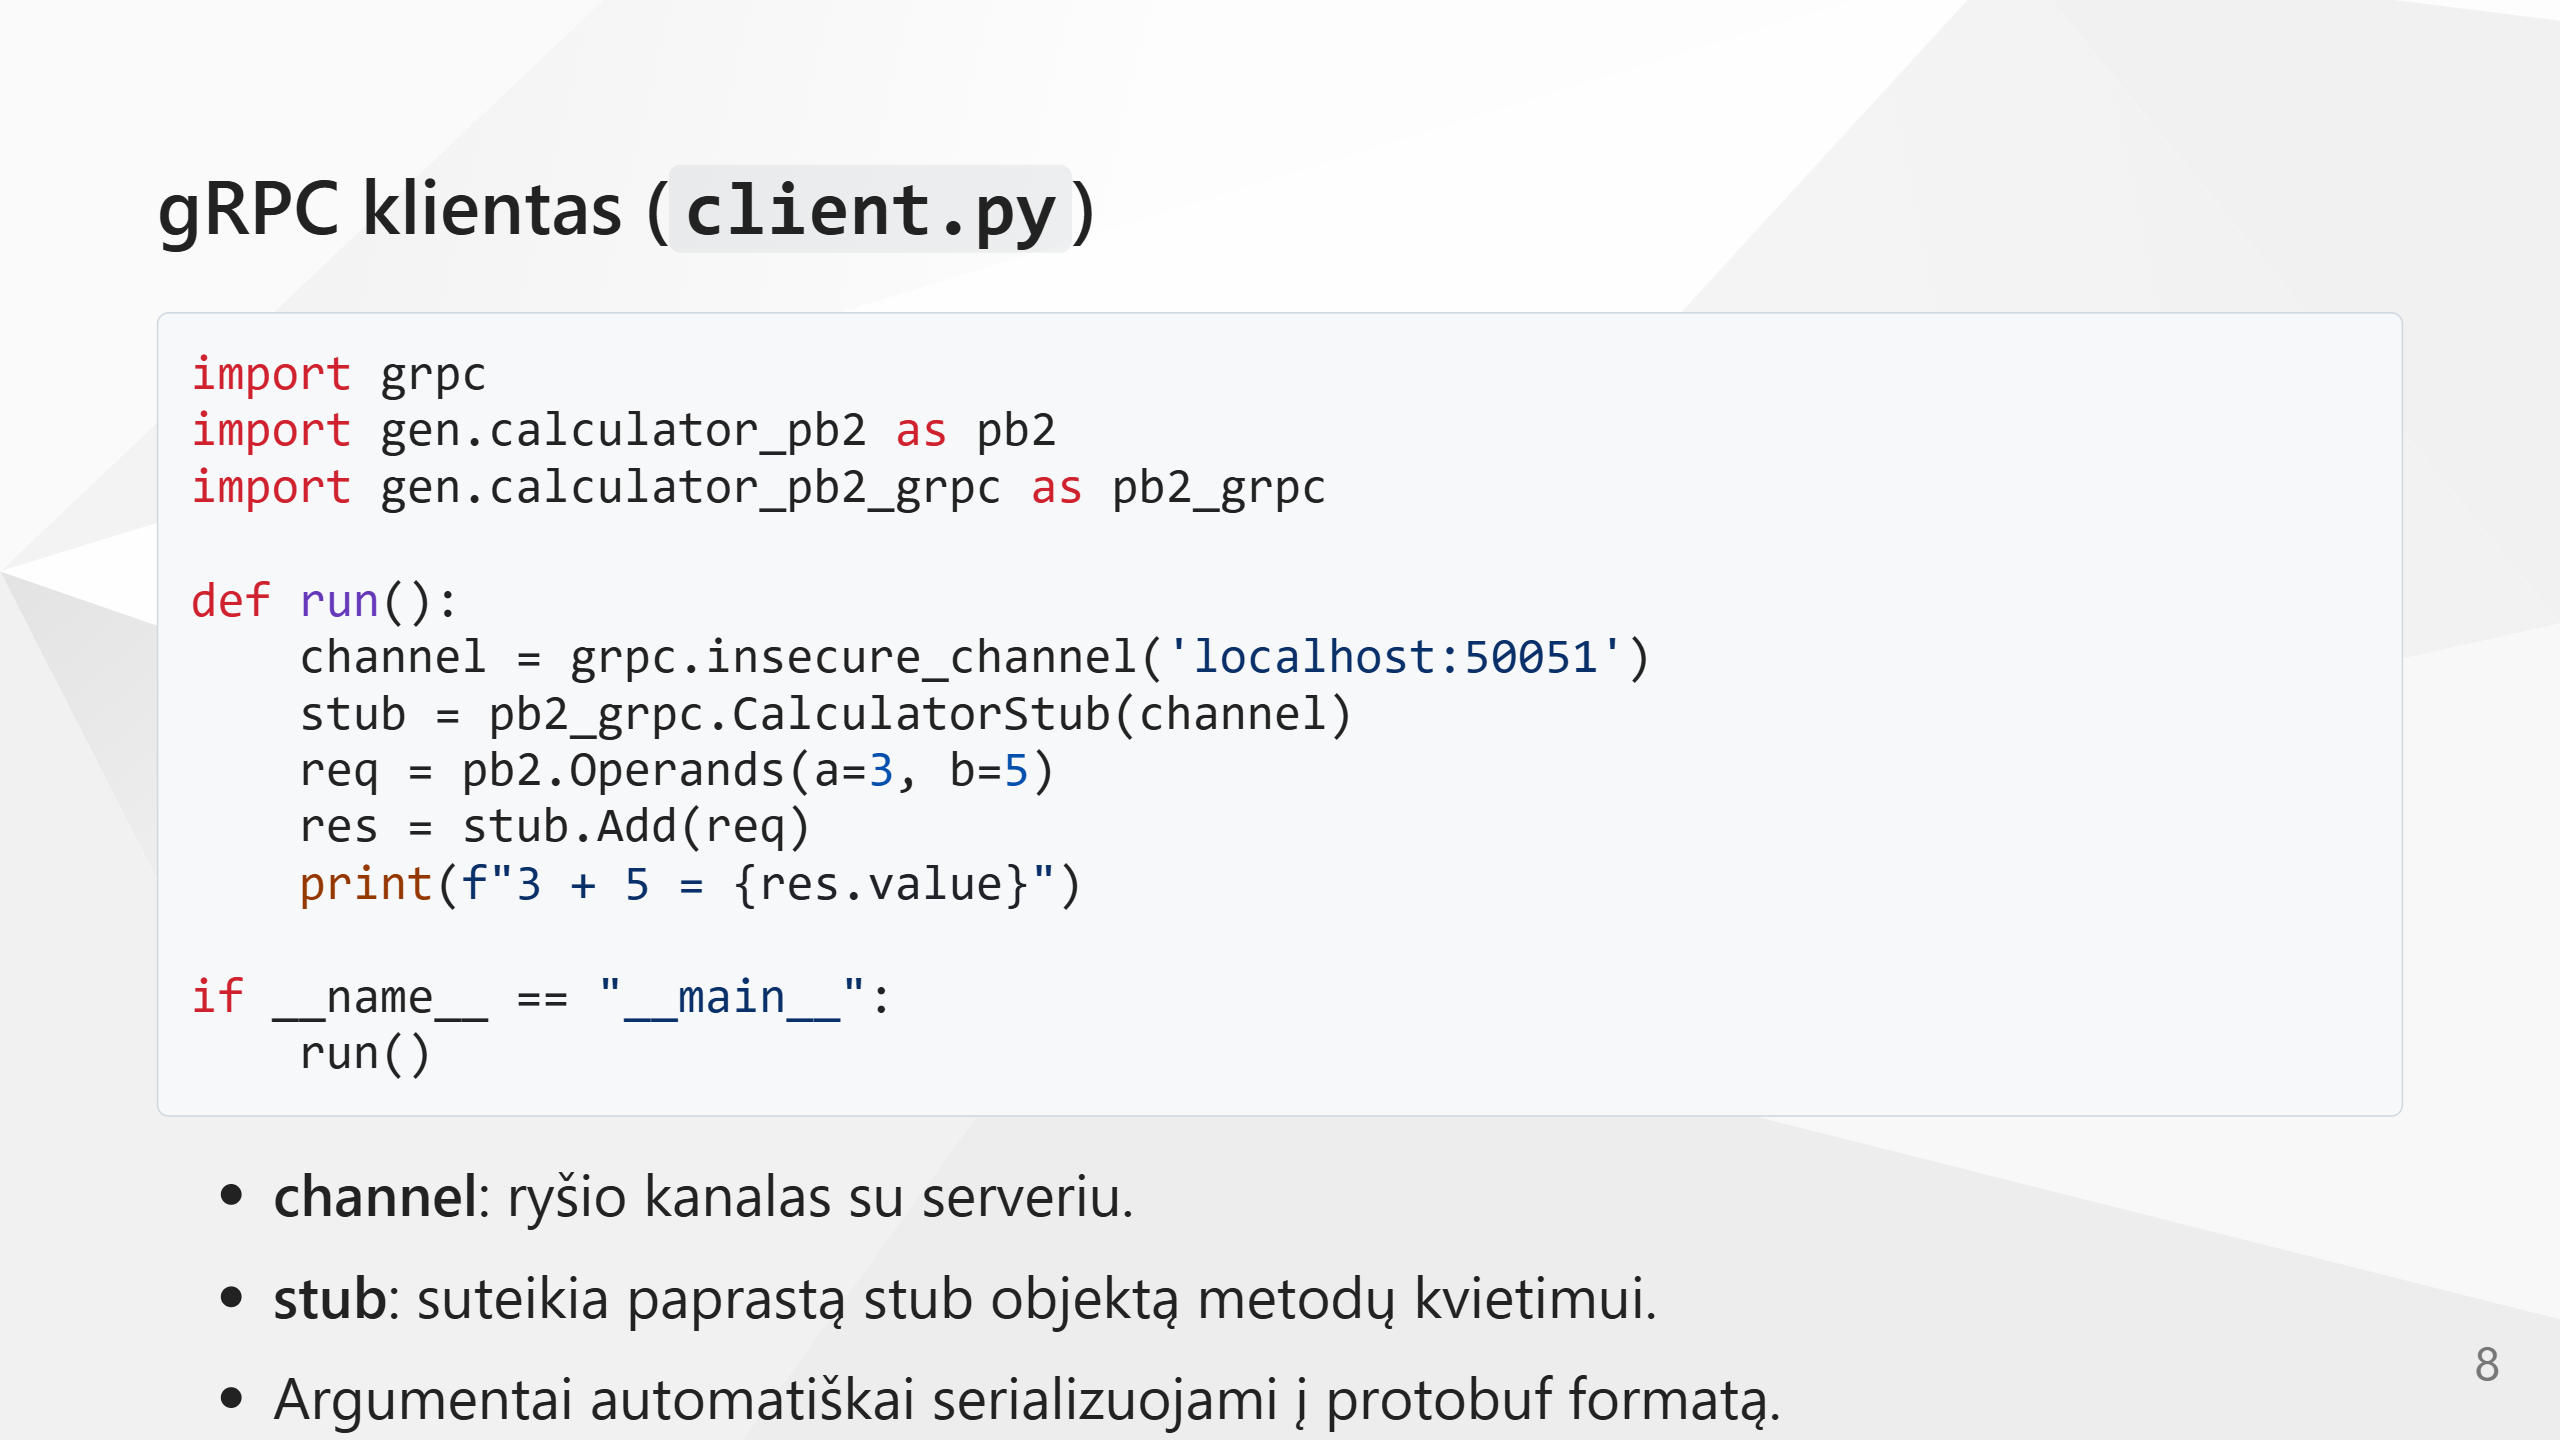 gRPC klientas (client.py)
import grpc
import gen.calculator_pb2 as pb2
import gen.calculator_pb2_grpc as pb2_grpc
def run():
    channel = grpc.insecure_channel('localhost:50051')
    stub = pb2_grpc.CalculatorStub(channel)
    req = pb2.Operands(a=3, b=5)
    res = stub.Add(req)
    print(f"3 + 5 = {res.value}")
if __name__ == "__main__":
    run()
• channel: ryšio kanalas su serveriu.
• stub: suteikia paprastą stub objektą metodų kvietimui.
• Argumentai automatiškai serializuojami į protobuf formatą.
8